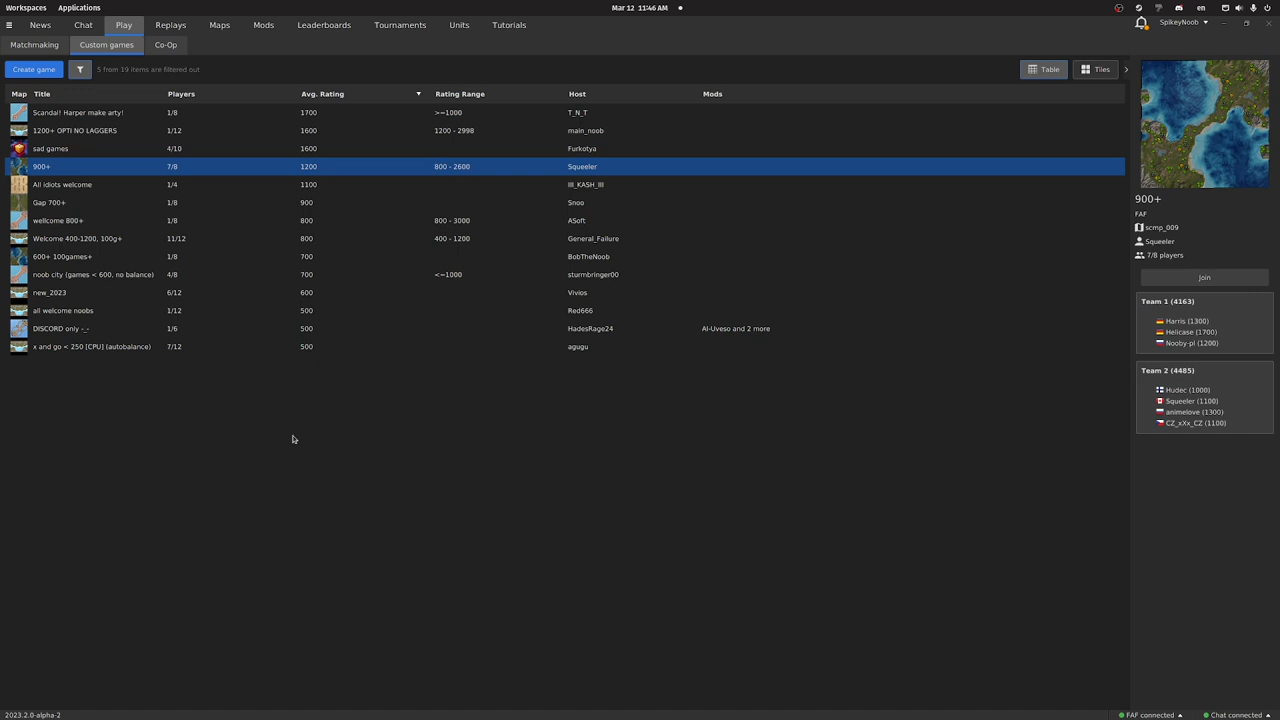 Workspaces Applications Mar 12 11:46 AM en
News Chat Play Replays Maps Mods Leaderboards Tournaments Units Tutorials SpikeyNoob
Matchmaking Custom games Co-Op
Create game 5 from 19 items are filtered out Table Tiles
Map Title Players Avg. Rating Rating Range Host Mods
Scandal! Harper make arty! 1/8 1700 >=1000 T_N_T
1200+ OPTI NO LAGGERS 1/12 1600 1200 - 2998 main_noob
sad games 4/10 1600 Furkotya
900+ 7/8 1200 800 - 2600 Squeeler
All idiots welcome 1/4 1100 III_KASH_III
Gap 700+ 1/8 900 Snoo
wellcome 800+ 1/8 800 800 - 3000 ASoft
Welcome 400-1200, 100g+ 11/12 800 400 - 1200 General_Failure
600+ 100games+ 1/8 700 BobTheNoob
noob city (games < 600, no balance) 4/8 700 <=1000 sturmbringer00
new_2023 6/12 600 Vivios
all welcome noobs 1/12 500 Red666
DISCORD only -_- 1/6 500 HadesRage24 AI-Uveso and 2 more
x and go < 250 [CPU] (autobalance) 7/12 500 agugu
900+
FAF
scmp_009
Squeeler
7/8 players
Join
Team 1 (4163)
Harris (1300)
Helicase (1700)
Nooby-pl (1200)
Team 2 (4485)
Hudec (1000)
Squeeler (1100)
animelove (1300)
CZ_xXx_CZ (1100)
2023.2.0-alpha-2 FAF connected Chat connected